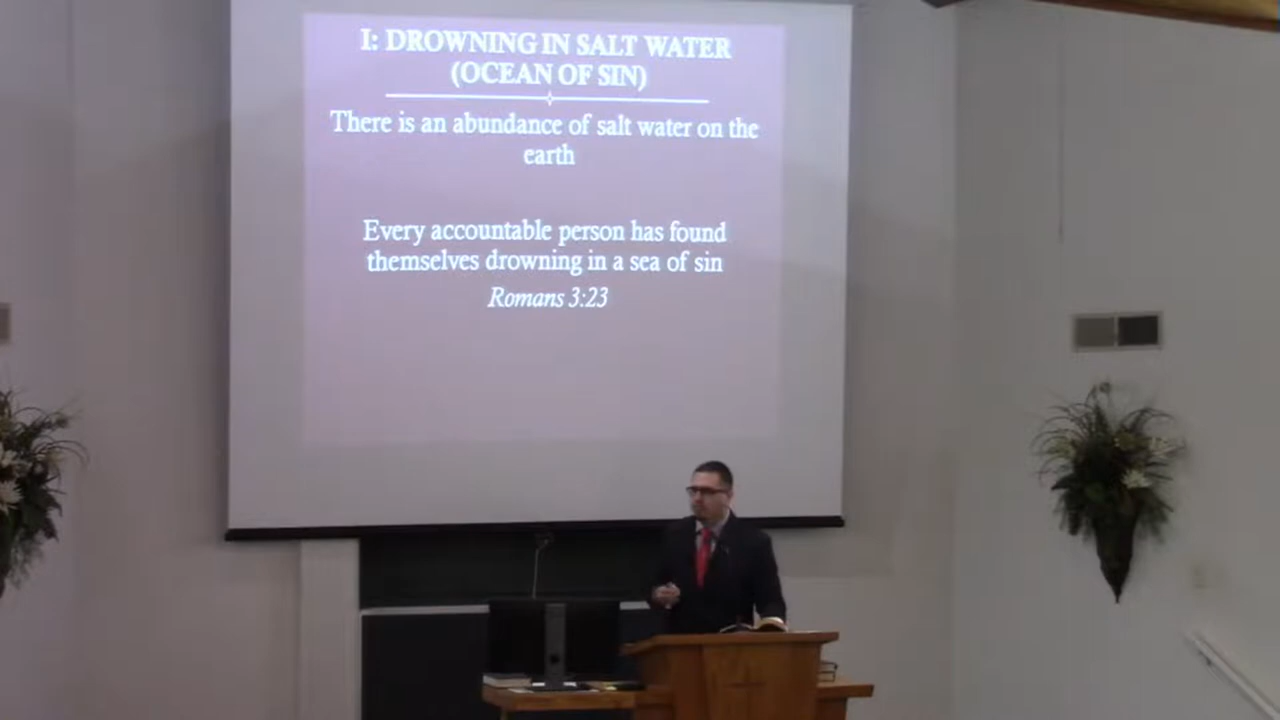 I: DROWNING IN SALT WATER
(OCEAN OF SIN)
There is an abundance of salt water on the
earth
Every accountable person has found
themselves drowning in a sea of sin
Romans 3:23